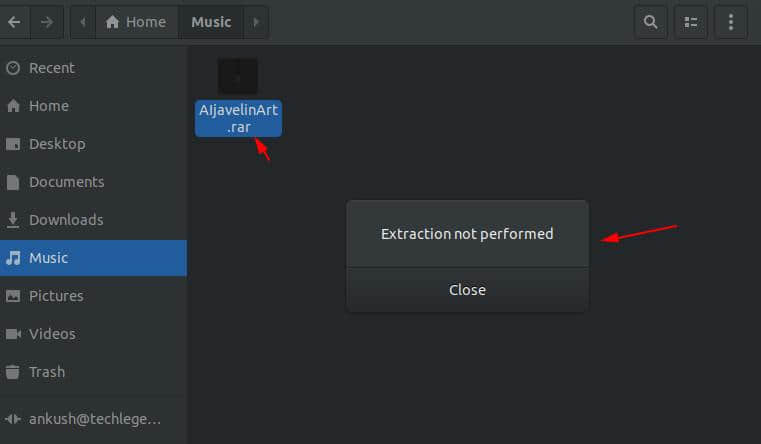 Home
Music
Recent
Home
Desktop
Documents
Downloads
Music
Pictures
Videos
Trash
ankush@techlege...
AIjavelinArt
.rar
Extraction not performed
Close